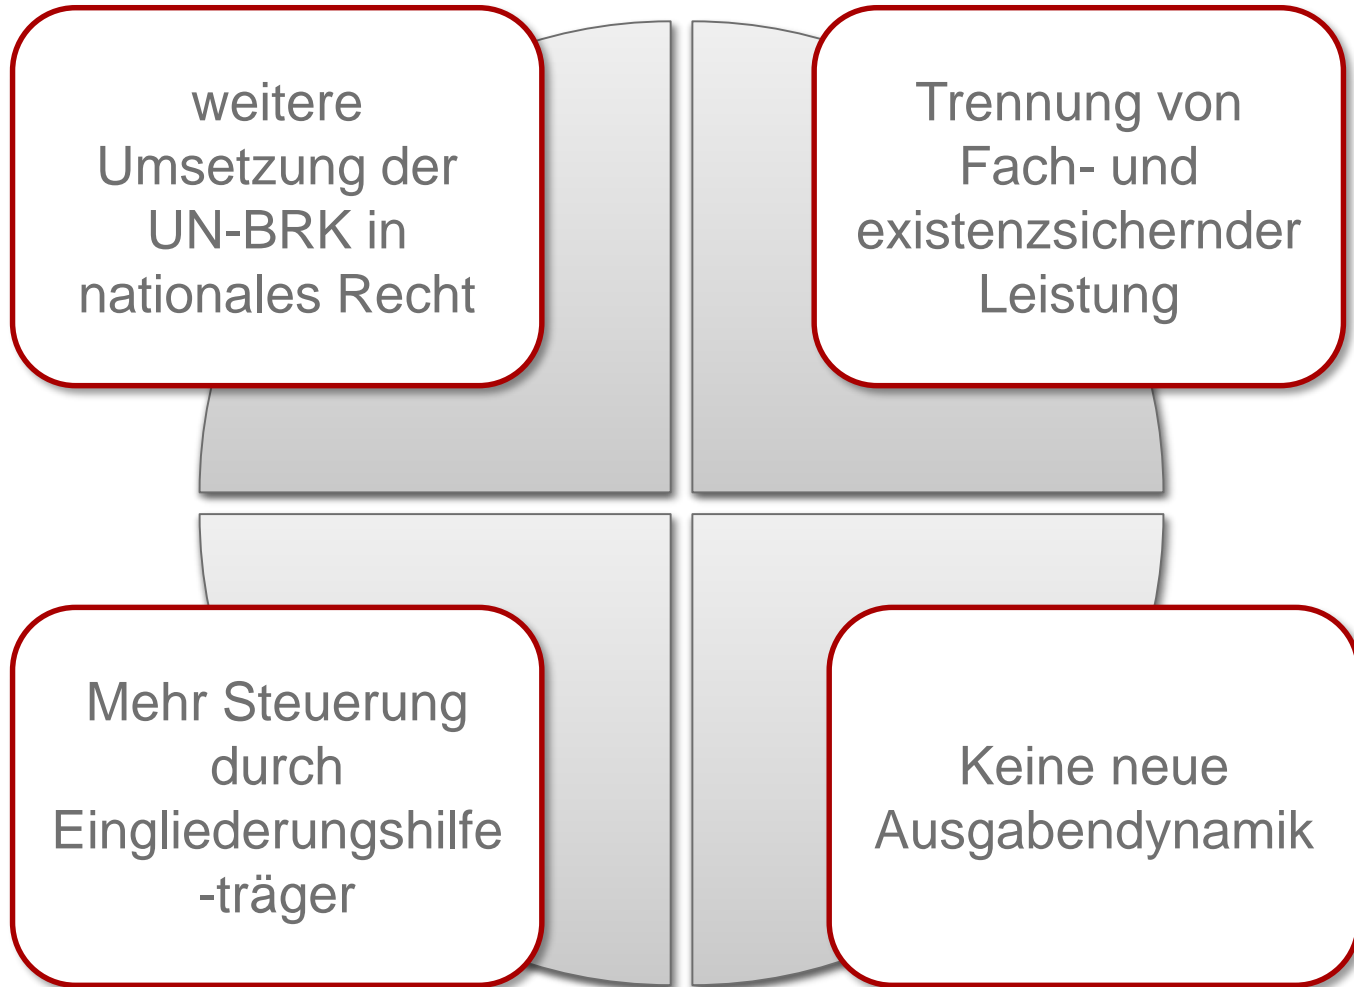 weitere
Umsetzung der
UN-BRK in
nationales Recht
Trennung von
Fach- und
existenzsichernder
Leistung
Mehr Steuerung
durch
Eingliederungshilfe
-träger
Keine neue
Ausgabendynamik